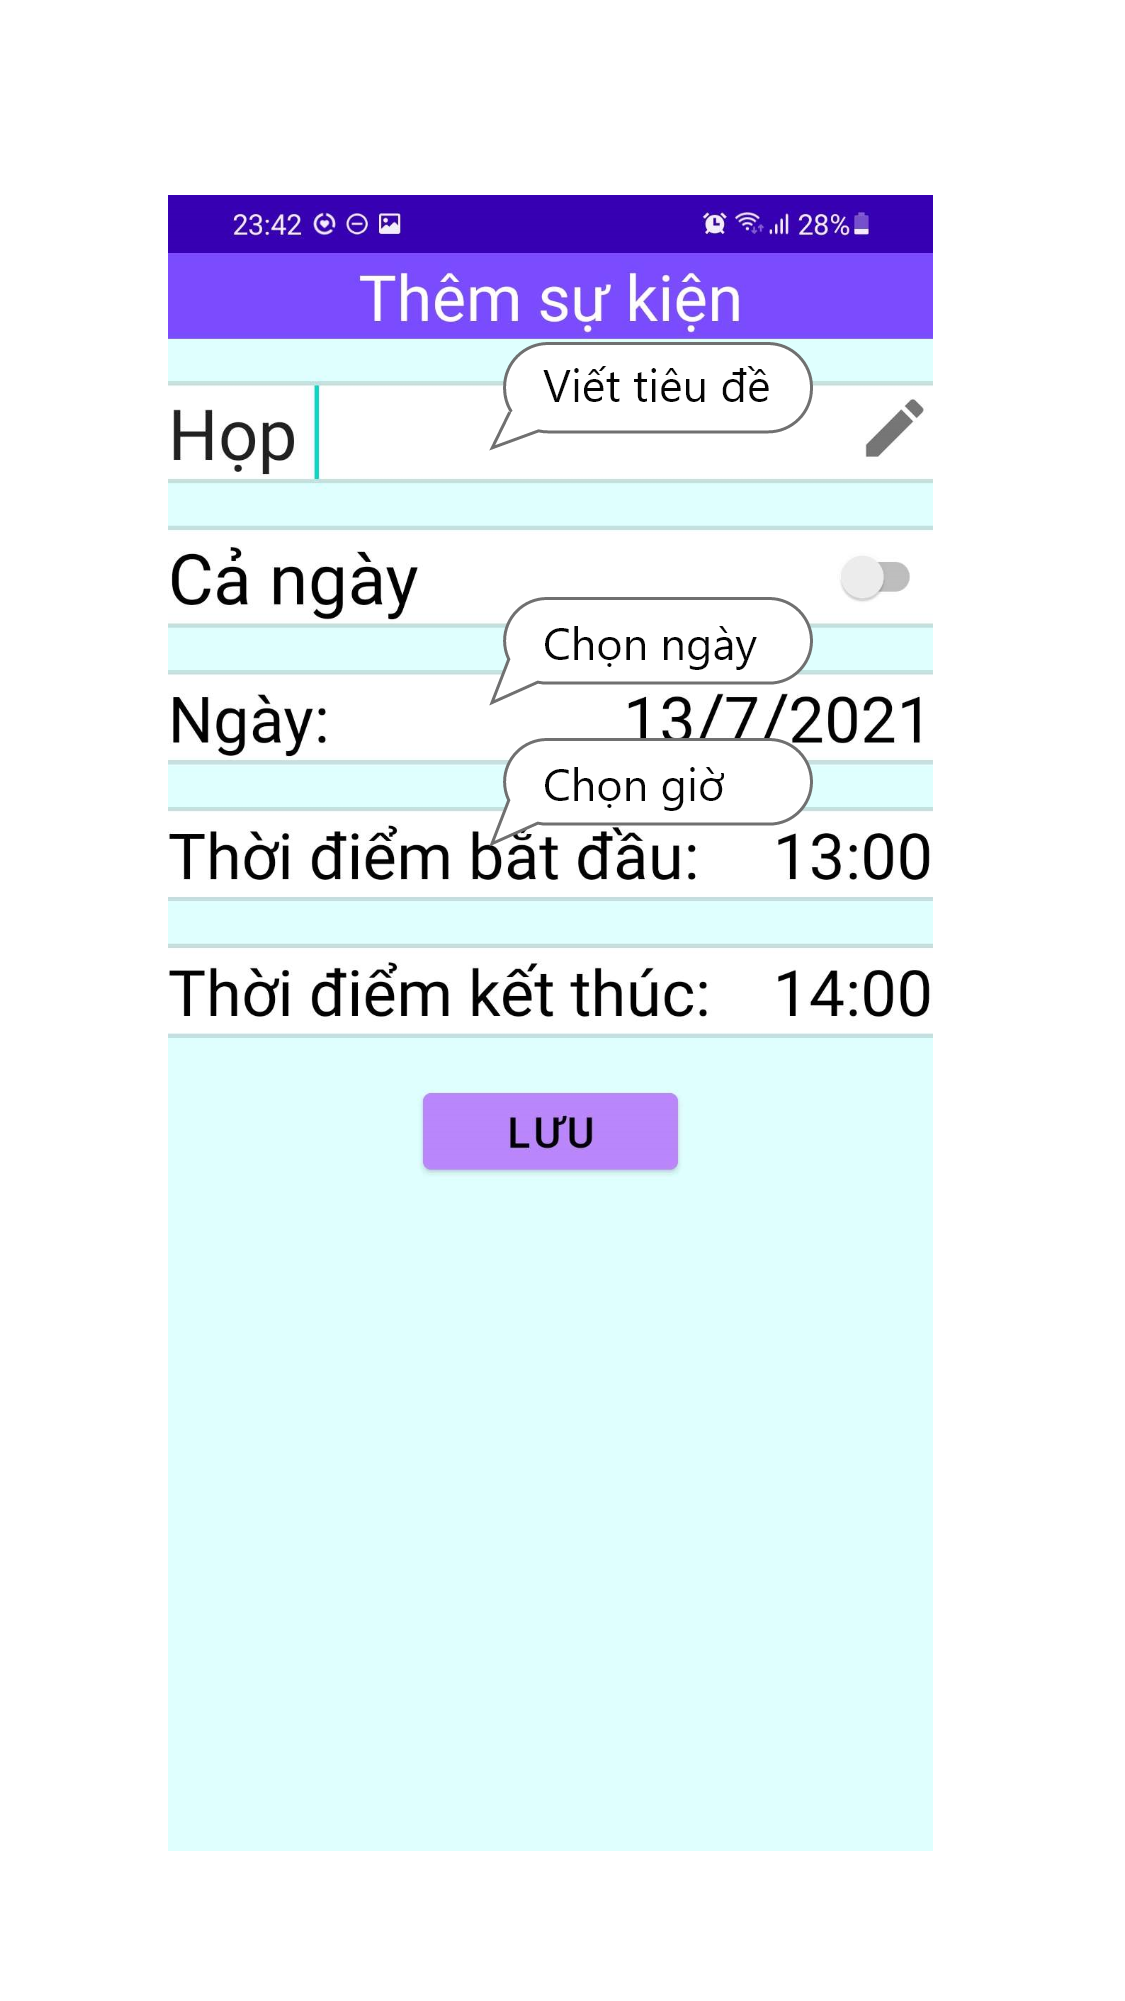 23:42 28%
Thêm sự kiện
Viết tiêu đề
Họp
Cả ngày
Chọn ngày
Ngày: 13/7/2021
Chọn giờ
Thời điểm bắt đầu: 13:00
Thời điểm kết thúc: 14:00
LƯU